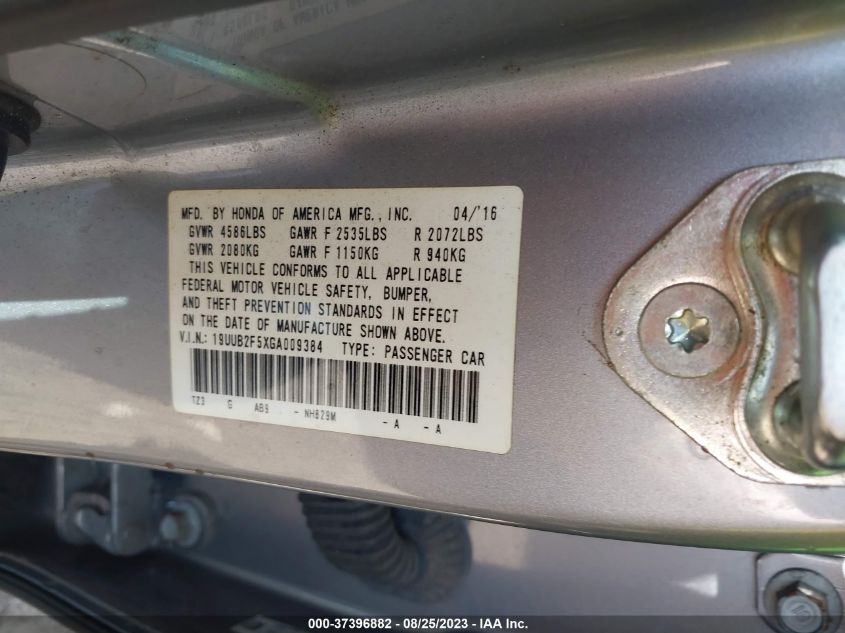 MFD. BY HONDA OF AMERICA MFG., INC. 04/'16
GVWR 4586LBS GAWR F 2535LBS R 2072LBS
GVWR 2080KG GAWR F 1150KG R 940KG
THIS VEHICLE CONFORMS TO ALL APPLICABLE
FEDERAL MOTOR VEHICLE SAFETY, BUMPER,
AND THEFT PREVENTION STANDARDS IN EFFECT
ON THE DATE OF MANUFACTURE SHOWN ABOVE.
V.I.N.: 19UUB2F5XGA009384 TYPE: PASSENGER CAR
TZ3 G AB9 - NH829M - A - A
000-37396882 - 08/25/2023 - IAA Inc.